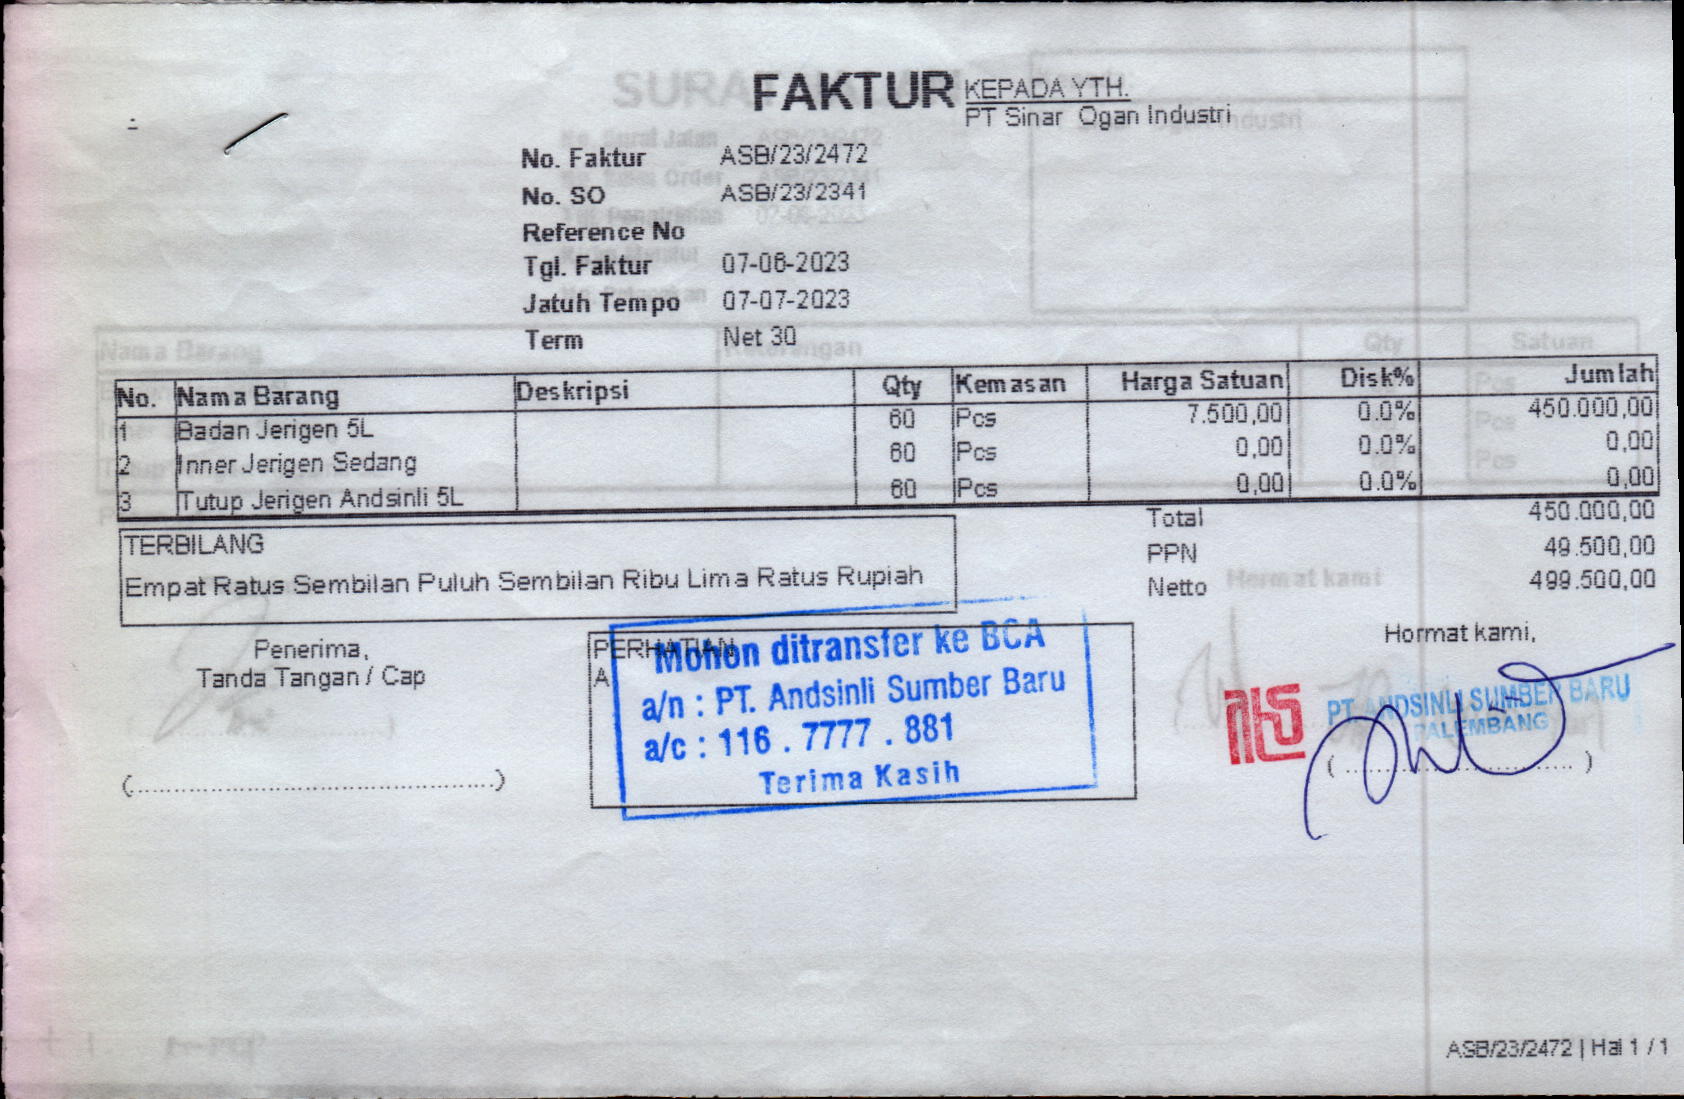 FAKTUR
KEPADA YTH.
PT Sinar Ogan Industri
No. Faktur ASB/23/2472
No. SO ASB/23/2341
Reference No
Tgl. Faktur 07-06-2023
Jatuh Tempo 07-07-2023
Term Net 30
No. Nama Barang Deskripsi Qty Kemasan Harga Satuan Disk% Jumlah
1 Badan Jerigen 5L 60 Pcs 7.500,00 0.0% 450.000,00
2 Inner Jerigen Sedang 60 Pcs 0,00 0.0% 0,00
3 Tutup Jerigen Andsinli 5L 60 Pcs 0,00 0.0% 0,00
Total 450.000,00
PPN 49.500,00
Netto 499.500,00
TERBILANG
Empat Ratus Sembilan Puluh Sembilan Ribu Lima Ratus Rupiah
Penerima,
Tanda Tangan / Cap
(..................................................)
PERHATIAN
A
Mohon ditransfer ke BCA
a/n : PT. Andsinli Sumber Baru
a/c : 116 . 7777 . 881
Terima Kasih
Hormat kami,
PT ANDSINLI SUMBER BARU
PALEMBANG
(..................................)
ASB/23/2472 | Hal 1 / 1